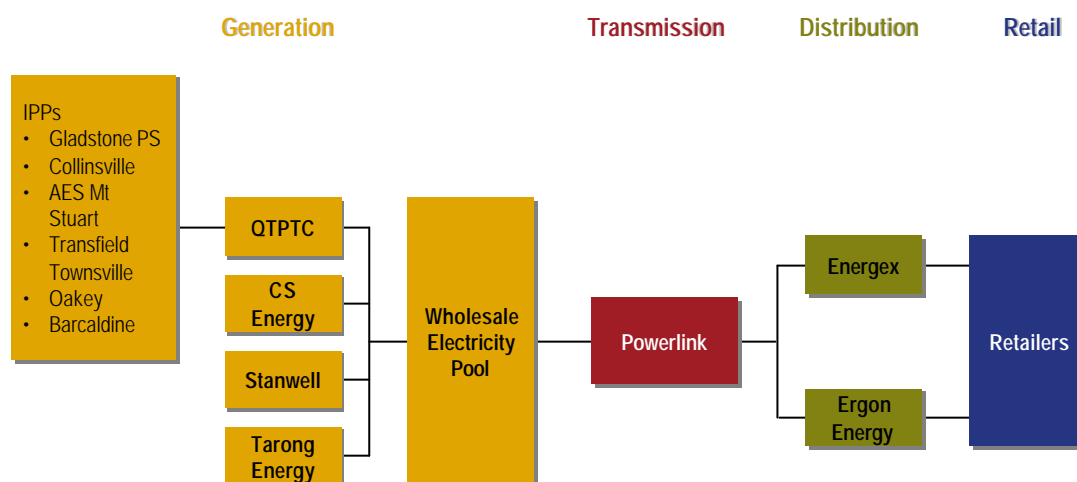 Generation
Transmission
Distribution
Retail
IPPs
• Gladstone PS
• Collinsville
• AES Mt
Stuart
• Transfield
Townsville
• Oakey
• Barcaldine
QTPTC
CS
Energy
Stanwell
Tarong
Energy
Wholesale
Electricity
Pool
Powerlink
Energex
Ergon
Energy
Retailers